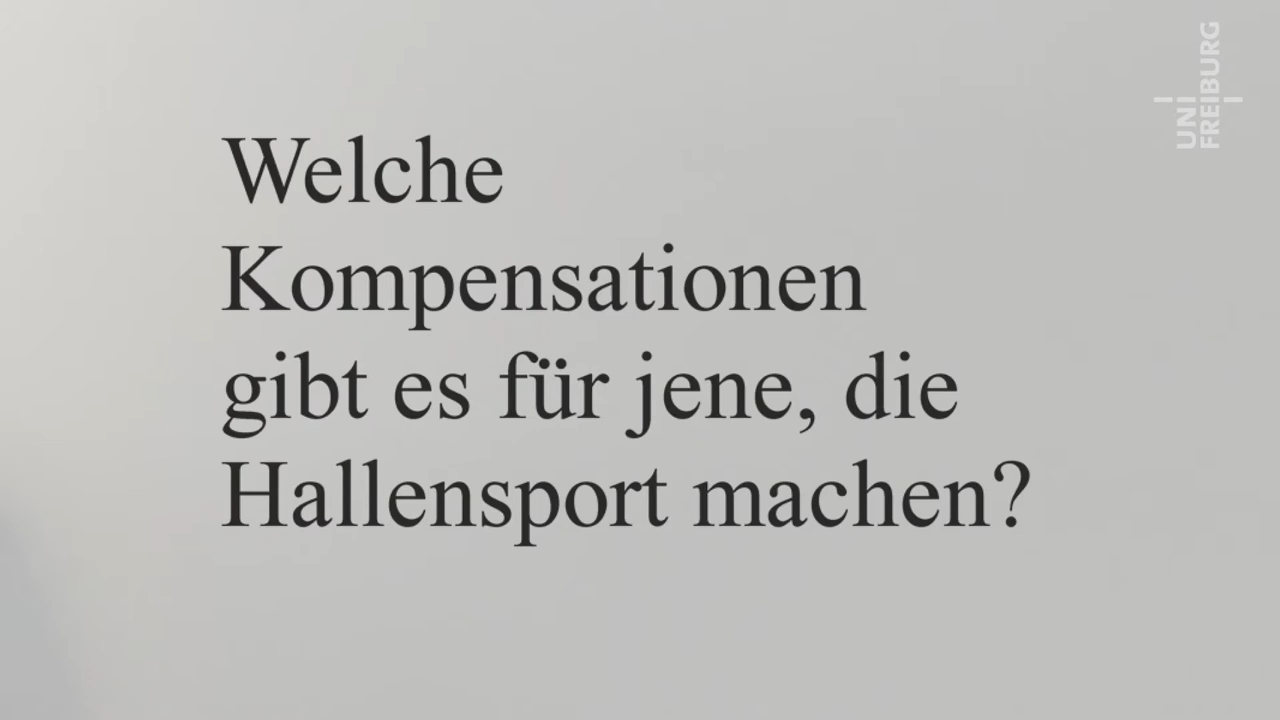 UNI
FREIBURG
Welche
Kompensationen
gibt es für jene, die
Hallensport machen?